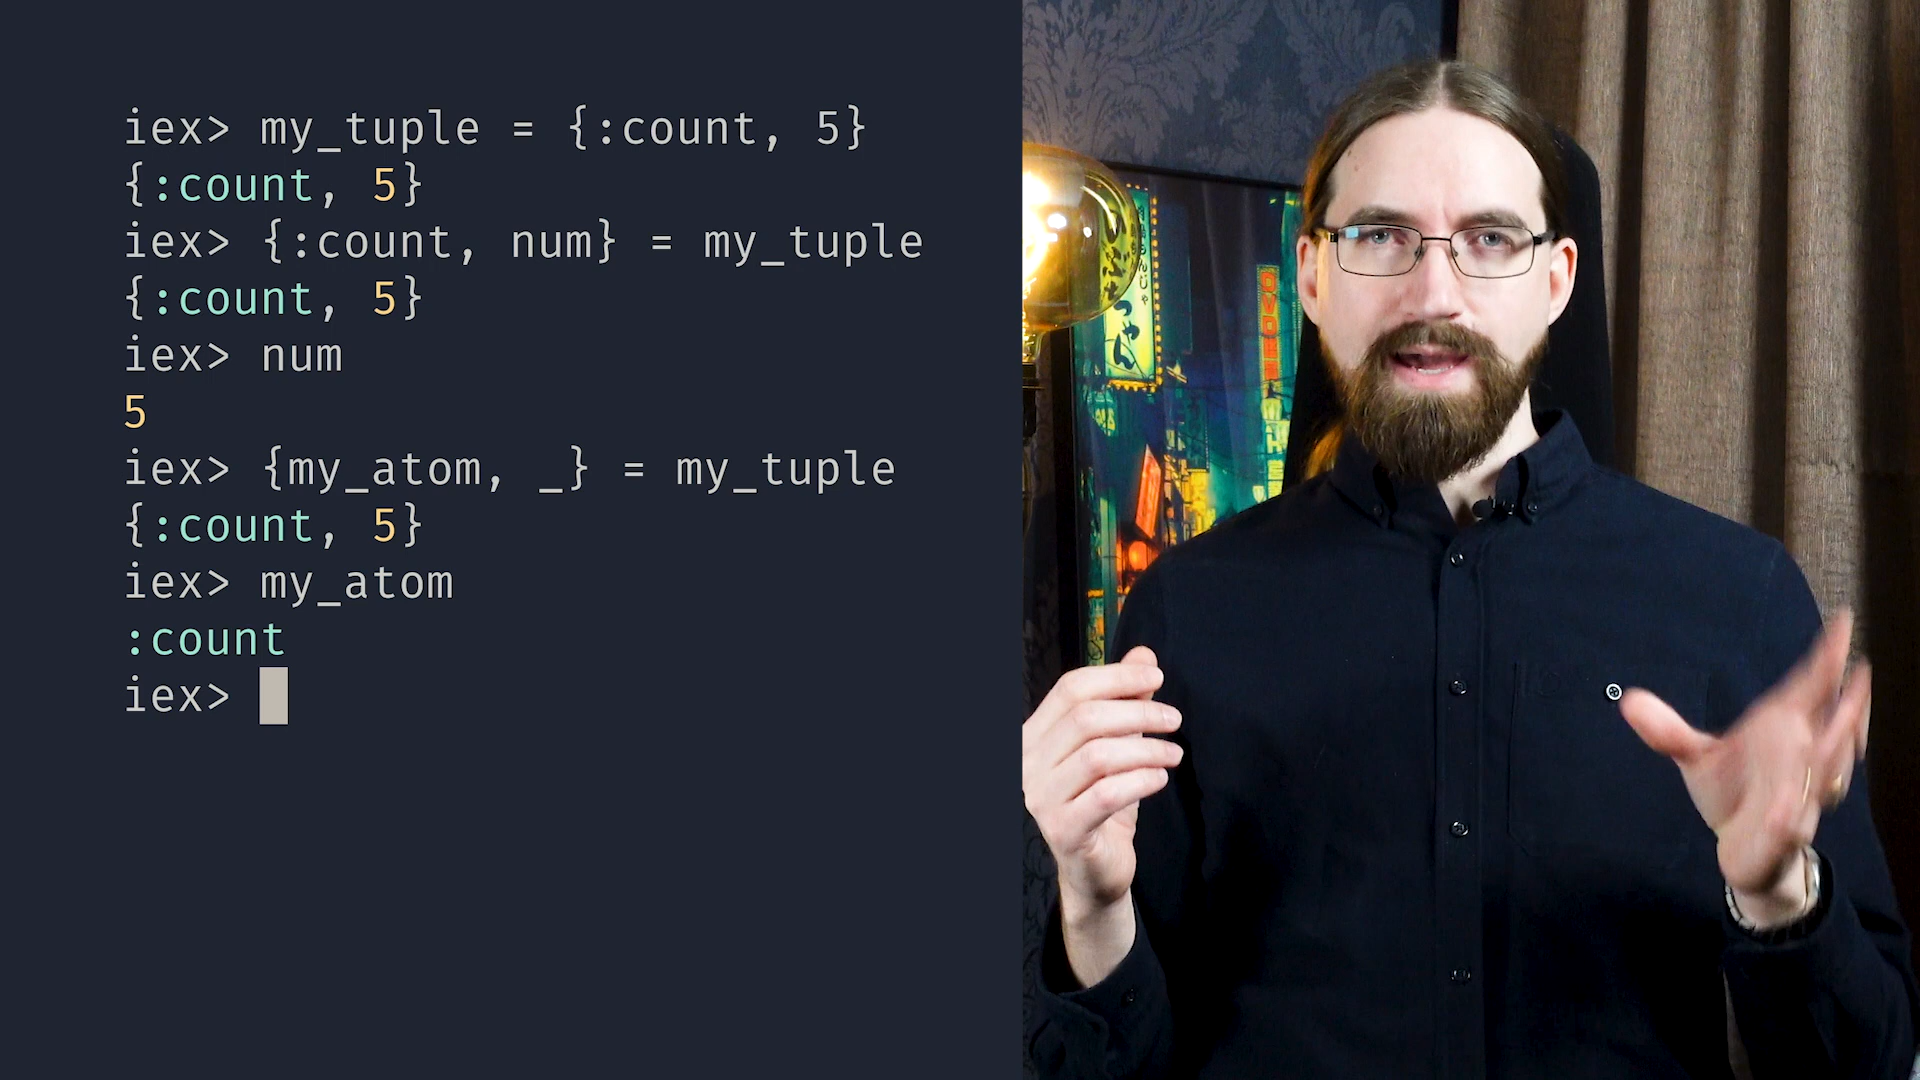 iex> my_tuple = {:count, 5}
{:count, 5}
iex> {:count, num} = my_tuple
{:count, 5}
iex> num
5
iex> {my_atom, _} = my_tuple
{:count, 5}
iex> my_atom
:count
iex>